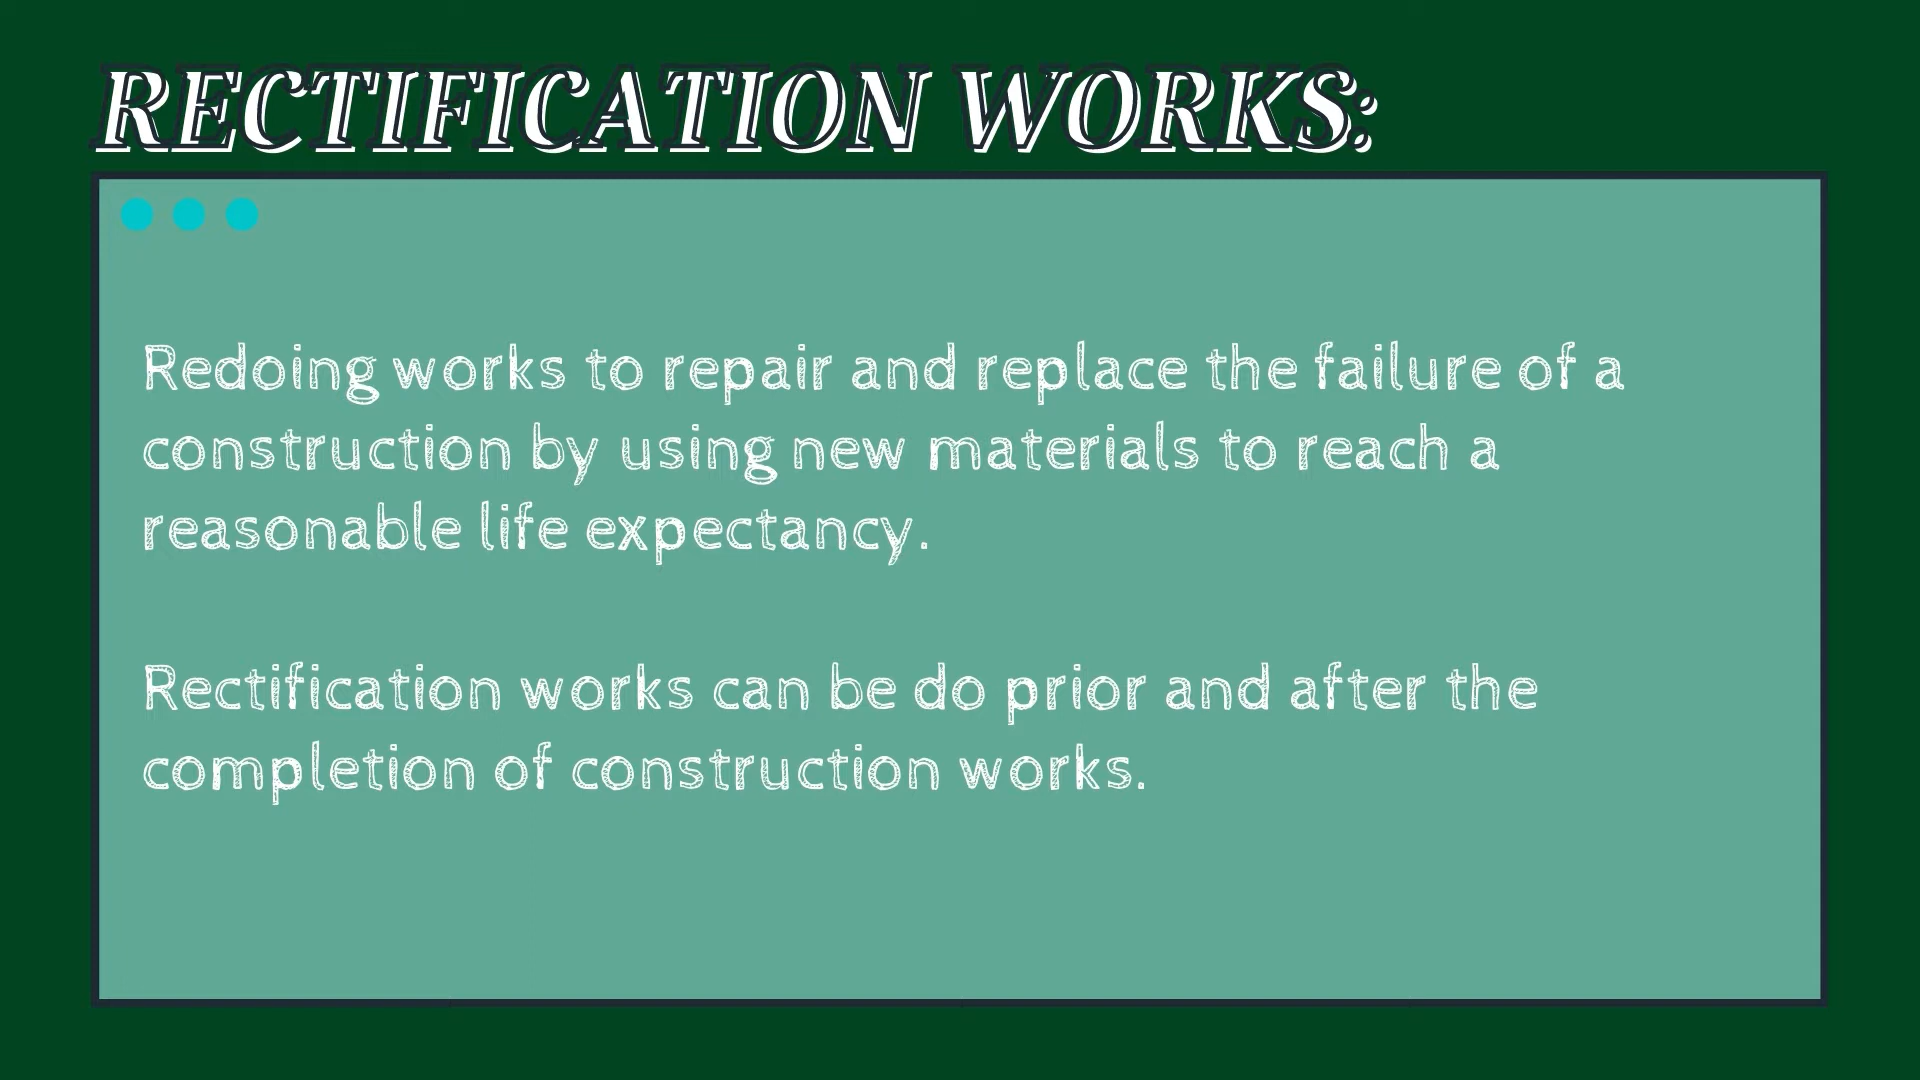 RECTIFICATION WORKS:
Redoing works to repair and replace the failure of a
construction by using new materials to reach a
reasonable life expectancy.
Rectification works can be do prior and after the
completion of construction works.